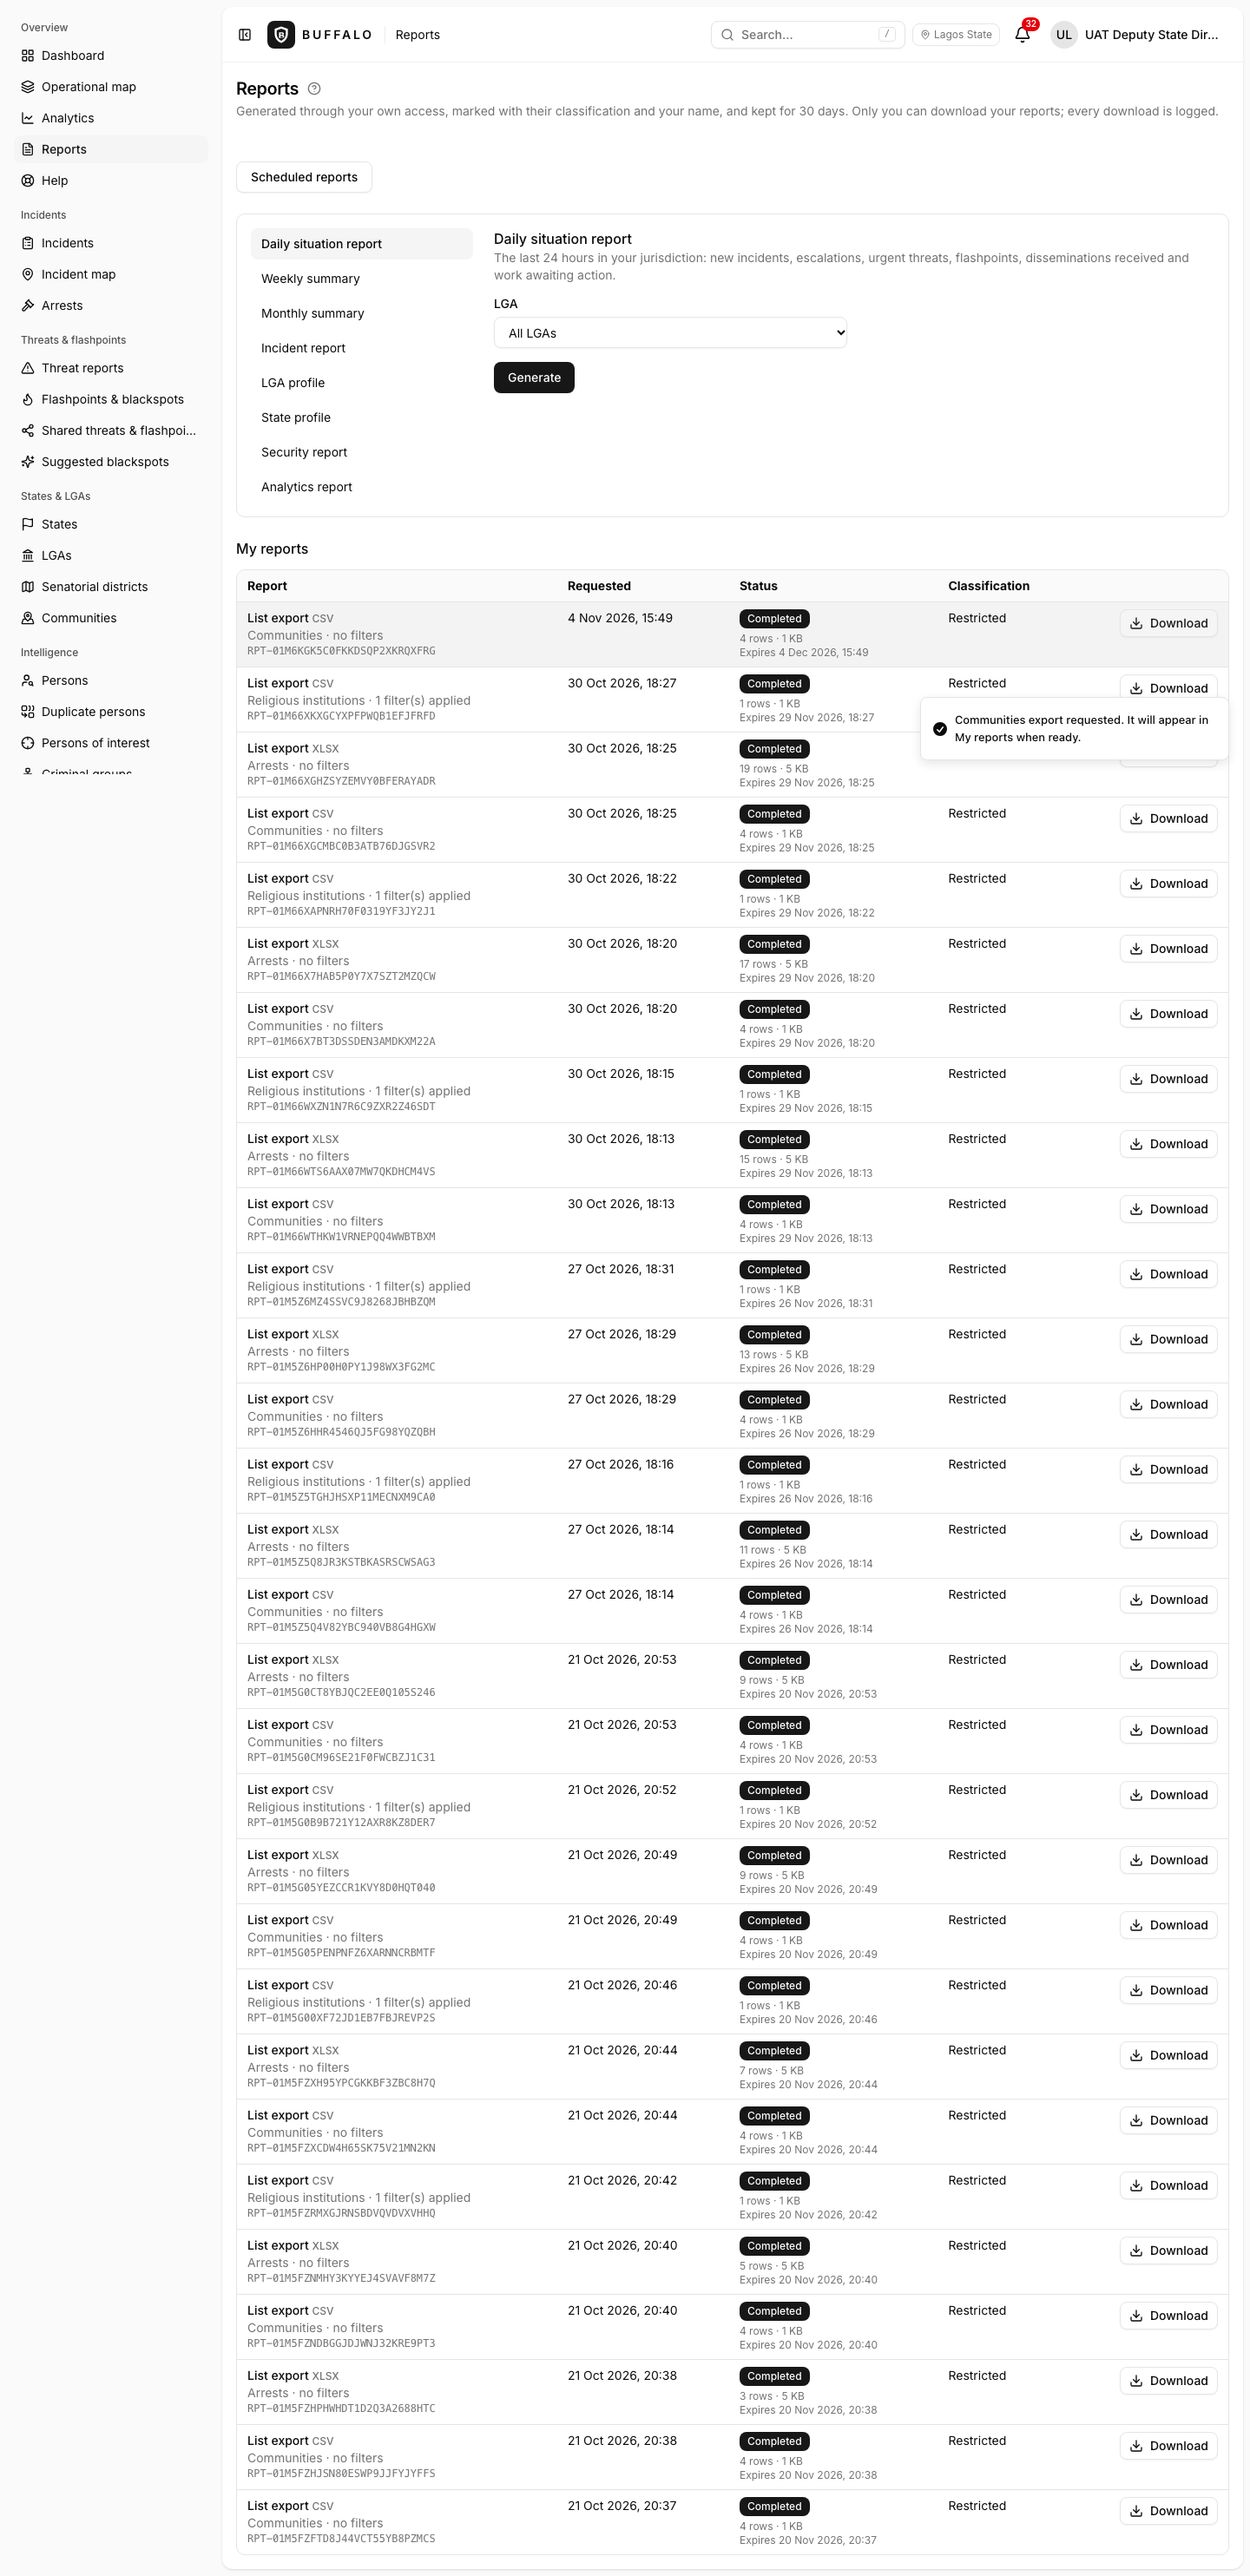 Overview
Dashboard
Operational map
Analytics
Reports
Help
Incidents
Incidents
Incident map
Arrests
Threats & flashpoints
Threat reports
Flashpoints & blackspots
Shared threats & flashpoi...
Suggested blackspots
States & LGAs
States
LGAs
Senatorial districts
Communities
Intelligence
Persons
Duplicate persons
Persons of interest
Criminal groups
BUFFALO
Reports
Search...
/
Lagos State
32
UL
UAT Deputy State Dir...
Reports
Generated through your own access, marked with their classification and your name, and kept for 30 days. Only you can download your reports; every download is logged.
Scheduled reports
Daily situation report
Weekly summary
Monthly summary
Incident report
LGA profile
State profile
Security report
Analytics report
Daily situation report
The last 24 hours in your jurisdiction: new incidents, escalations, urgent threats, flashpoints, disseminations received and
work awaiting action.
LGA
All LGAs
Generate
My reports
Report Requested Status Classification
List export CSV 4 Nov 2026, 15:49 Completed Restricted Download
Communities · no filters 4 rows · 1 KB
RPT-01M6KGK5C0FKKDSQP2XKRQXFRG Expires 4 Dec 2026, 15:49
List export CSV 30 Oct 2026, 18:27 Completed Restricted Download
Religious institutions · 1 filter(s) applied 1 rows · 1 KB
RPT-01M66XKXGCYXPFPWQB1EFJFRFD Expires 29 Nov 2026, 18:27
Communities export requested. It will appear in
My reports when ready.
List export XLSX 30 Oct 2026, 18:25 Completed
Arrests · no filters 19 rows · 5 KB
RPT-01M66XGHZSYZEMVY0BFERAYADR Expires 29 Nov 2026, 18:25
List export CSV 30 Oct 2026, 18:25 Completed Restricted Download
Communities · no filters 4 rows · 1 KB
RPT-01M66XGCMBC0B3ATB76DJGSVR2 Expires 29 Nov 2026, 18:25
List export CSV 30 Oct 2026, 18:22 Completed Restricted Download
Religious institutions · 1 filter(s) applied 1 rows · 1 KB
RPT-01M66XAPNRH70F0319YF3JY2J1 Expires 29 Nov 2026, 18:22
List export XLSX 30 Oct 2026, 18:20 Completed Restricted Download
Arrests · no filters 17 rows · 5 KB
RPT-01M66X7HAB5P0Y7X7SZT2MZQCW Expires 29 Nov 2026, 18:20
List export CSV 30 Oct 2026, 18:20 Completed Restricted Download
Communities · no filters 4 rows · 1 KB
RPT-01M66X7BT3DSSDEN3AMDKXM22A Expires 29 Nov 2026, 18:20
List export CSV 30 Oct 2026, 18:15 Completed Restricted Download
Religious institutions · 1 filter(s) applied 1 rows · 1 KB
RPT-01M66WXZN1N7R6C9ZXR2Z46SDT Expires 29 Nov 2026, 18:15
List export XLSX 30 Oct 2026, 18:13 Completed Restricted Download
Arrests · no filters 15 rows · 5 KB
RPT-01M66WTS6AAX07MW7QKDHCM4VS Expires 29 Nov 2026, 18:13
List export CSV 30 Oct 2026, 18:13 Completed Restricted Download
Communities · no filters 4 rows · 1 KB
RPT-01M66WTHKW1VRNEPQQ4WWBTBXM Expires 29 Nov 2026, 18:13
List export CSV 27 Oct 2026, 18:31 Completed Restricted Download
Religious institutions · 1 filter(s) applied 1 rows · 1 KB
RPT-01M5Z6MZ4SSVC9J8268JBHBZQM Expires 26 Nov 2026, 18:31
List export XLSX 27 Oct 2026, 18:29 Completed Restricted Download
Arrests · no filters 13 rows · 5 KB
RPT-01M5Z6HP00H0PY1J98WX3FG2MC Expires 26 Nov 2026, 18:29
List export CSV 27 Oct 2026, 18:29 Completed Restricted Download
Communities · no filters 4 rows · 1 KB
RPT-01M5Z6HHR4546QJ5FG98YQZQBH Expires 26 Nov 2026, 18:29
List export CSV 27 Oct 2026, 18:16 Completed Restricted Download
Religious institutions · 1 filter(s) applied 1 rows · 1 KB
RPT-01M5Z5TGHJHSXP11MECNXM9CA0 Expires 26 Nov 2026, 18:16
List export XLSX 27 Oct 2026, 18:14 Completed Restricted Download
Arrests · no filters 11 rows · 5 KB
RPT-01M5Z5Q8JR3KSTBKASRSCWSAG3 Expires 26 Nov 2026, 18:14
List export CSV 27 Oct 2026, 18:14 Completed Restricted Download
Communities · no filters 4 rows · 1 KB
RPT-01M5Z5Q4V82YBC940VB8G4HGXW Expires 26 Nov 2026, 18:14
List export XLSX 21 Oct 2026, 20:53 Completed Restricted Download
Arrests · no filters 9 rows · 5 KB
RPT-01M5G0CT8YBJQC2EE0Q105S246 Expires 20 Nov 2026, 20:53
List export CSV 21 Oct 2026, 20:53 Completed Restricted Download
Communities · no filters 4 rows · 1 KB
RPT-01M5G0CM96SE21F0FWCBZJ1C31 Expires 20 Nov 2026, 20:53
List export CSV 21 Oct 2026, 20:52 Completed Restricted Download
Religious institutions · 1 filter(s) applied 1 rows · 1 KB
RPT-01M5G0B9B721Y12AXR8KZ8DER7 Expires 20 Nov 2026, 20:52
List export XLSX 21 Oct 2026, 20:49 Completed Restricted Download
Arrests · no filters 9 rows · 5 KB
RPT-01M5G05YEZCCR1KVY8D0HQT040 Expires 20 Nov 2026, 20:49
List export CSV 21 Oct 2026, 20:49 Completed Restricted Download
Communities · no filters 4 rows · 1 KB
RPT-01M5G05PENPNFZ6XARNNCRBMTF Expires 20 Nov 2026, 20:49
List export CSV 21 Oct 2026, 20:46 Completed Restricted Download
Religious institutions · 1 filter(s) applied 1 rows · 1 KB
RPT-01M5G00XF72JD1EB7FBJREVP2S Expires 20 Nov 2026, 20:46
List export XLSX 21 Oct 2026, 20:44 Completed Restricted Download
Arrests · no filters 7 rows · 5 KB
RPT-01M5FZXH95YPCGKKBF3ZBC8H7Q Expires 20 Nov 2026, 20:44
List export CSV 21 Oct 2026, 20:44 Completed Restricted Download
Communities · no filters 4 rows · 1 KB
RPT-01M5FZXCDW4H65SK75V21MN2KN Expires 20 Nov 2026, 20:44
List export CSV 21 Oct 2026, 20:42 Completed Restricted Download
Religious institutions · 1 filter(s) applied 1 rows · 1 KB
RPT-01M5FZRMXGJRNSBDVQVDVXVHHQ Expires 20 Nov 2026, 20:42
List export XLSX 21 Oct 2026, 20:40 Completed Restricted Download
Arrests · no filters 5 rows · 5 KB
RPT-01M5FZNMHY3KYYEJ4SVAVF8M7Z Expires 20 Nov 2026, 20:40
List export CSV 21 Oct 2026, 20:40 Completed Restricted Download
Communities · no filters 4 rows · 1 KB
RPT-01M5FZNDBGGJDJWNJ32KRE9PT3 Expires 20 Nov 2026, 20:40
List export XLSX 21 Oct 2026, 20:38 Completed Restricted Download
Arrests · no filters 3 rows · 5 KB
RPT-01M5FZHPHWHDT1D2Q3A2688HTC Expires 20 Nov 2026, 20:38
List export CSV 21 Oct 2026, 20:38 Completed Restricted Download
Communities · no filters 4 rows · 1 KB
RPT-01M5FZHJSN80ESWP9JJFYJYFFS Expires 20 Nov 2026, 20:38
List export CSV 21 Oct 2026, 20:37 Completed Restricted Download
Communities · no filters 4 rows · 1 KB
RPT-01M5FZFTD8J44VCT55YB8PZMCS Expires 20 Nov 2026, 20:37